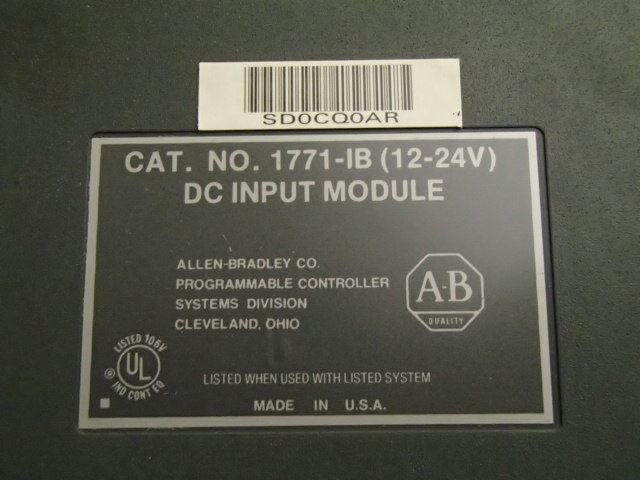 SD0CQ0AR
CAT. NO. 1771-IB (12-24V)
DC INPUT MODULE
ALLEN-BRADLEY CO.
PROGRAMMABLE CONTROLLER
SYSTEMS DIVISION
CLEVELAND, OHIO
A-B
QUALITY
LISTED 106V
UL
®
IND CONT EQ
LISTED WHEN USED WITH LISTED SYSTEM
MADE IN U.S.A.